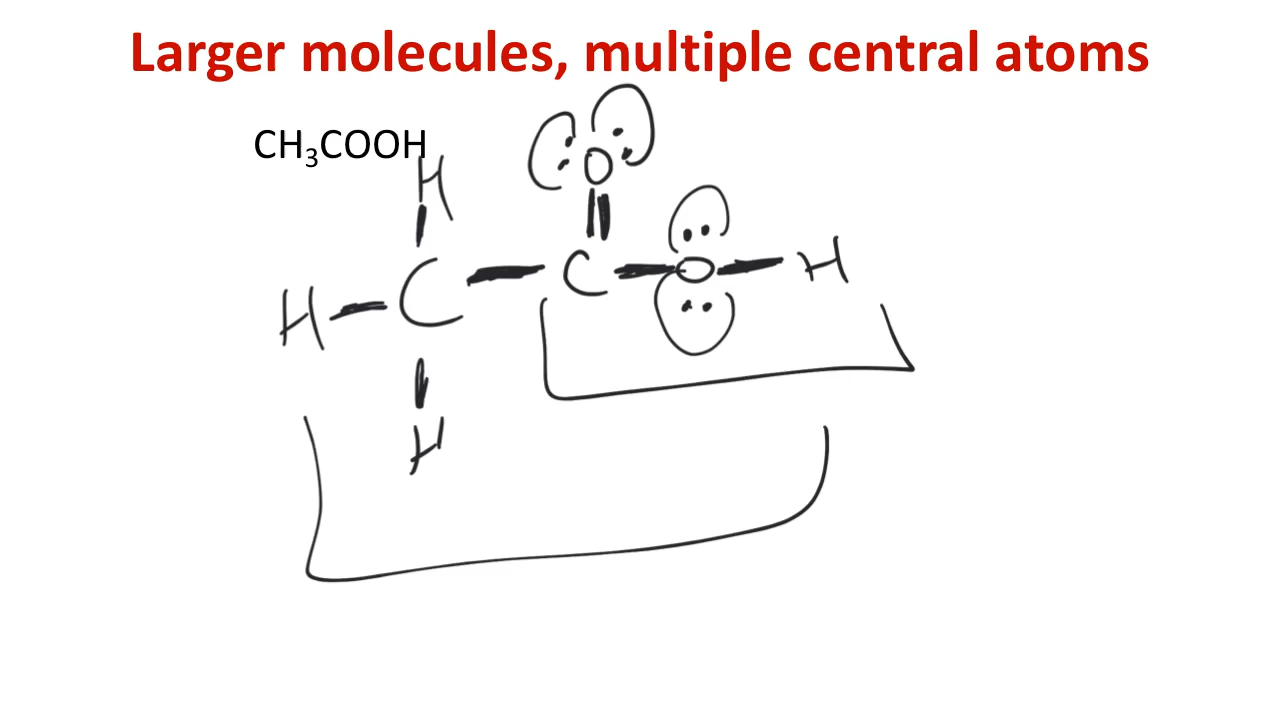 Larger molecules, multiple central atoms
CH₃COOH
O
H
H C C O H
H